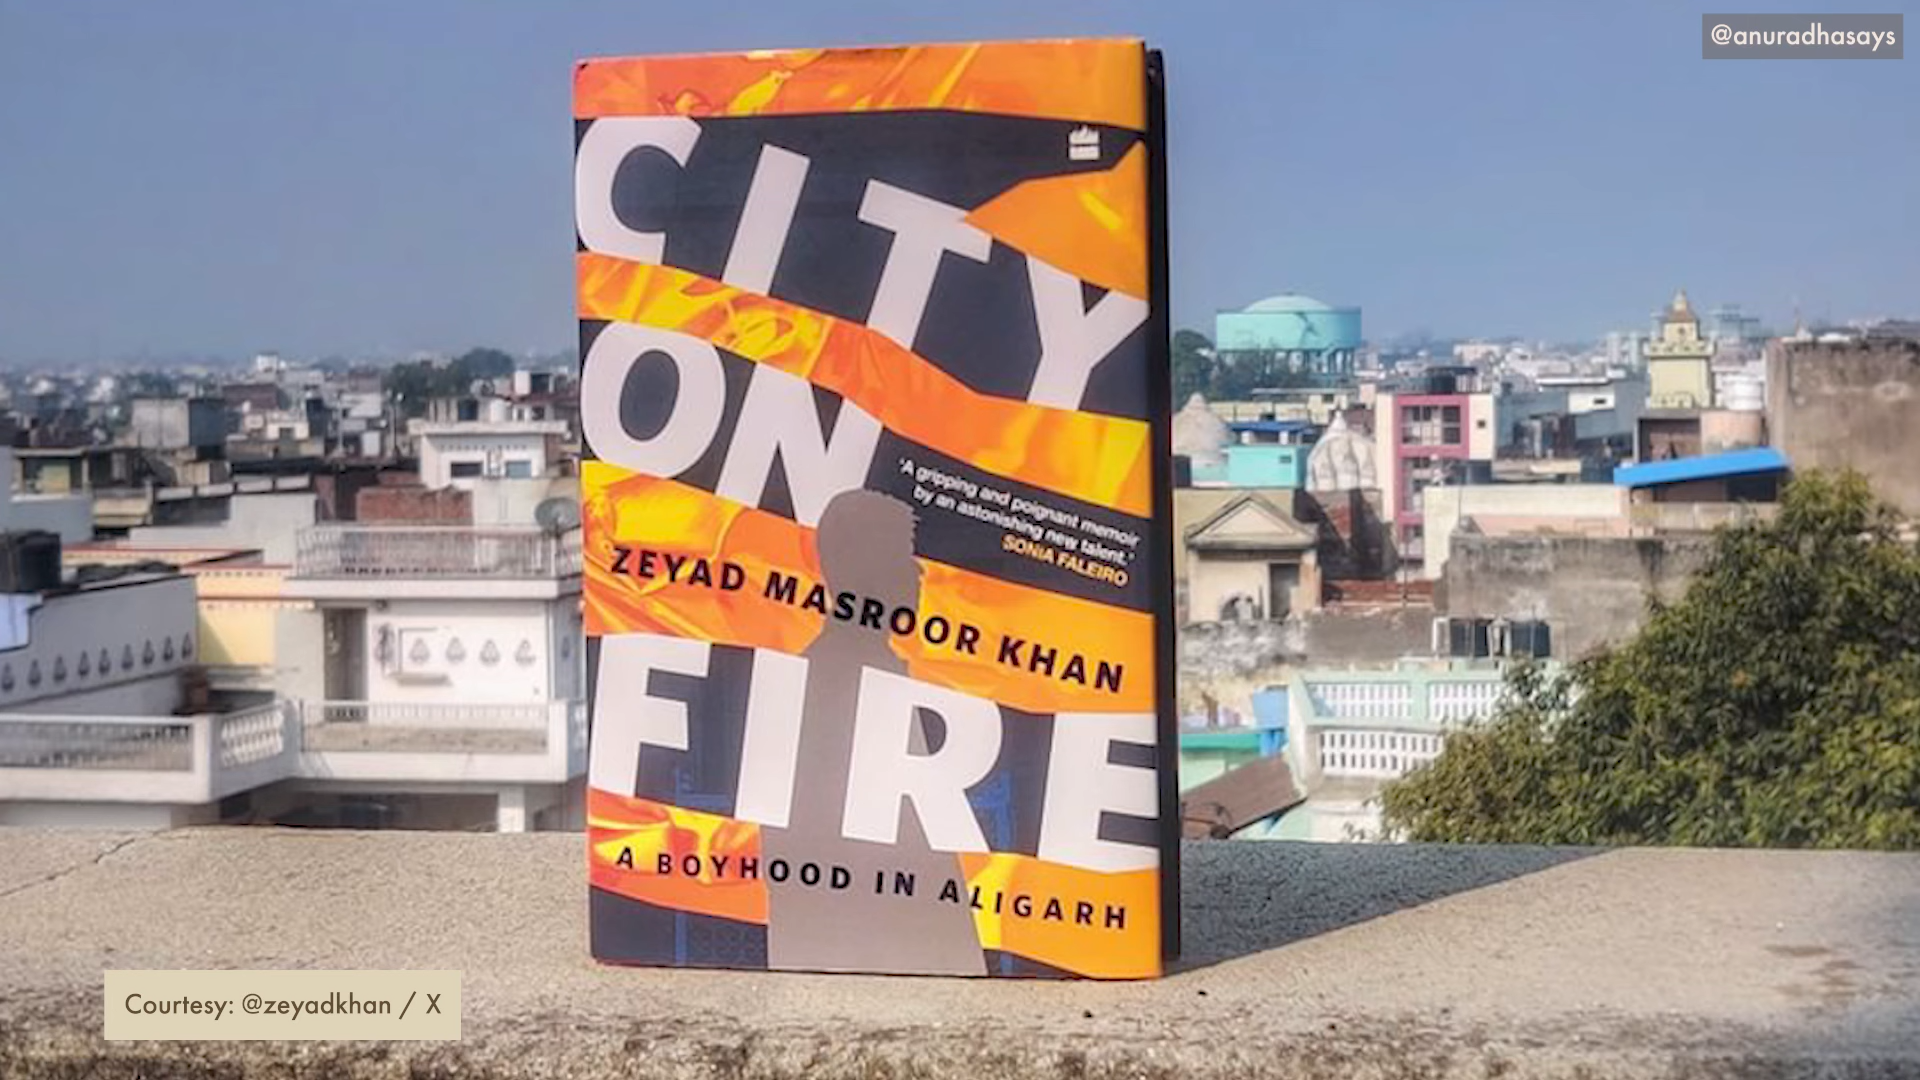 @anuradhasays
CITY
ON
'A gripping and poignant memoir
by an astonishing new talent.'
SONIA FALEIRO
ZEYAD MASROOR KHAN
FIRE
A BOYHOOD IN ALIGARH
Courtesy: @zeyadkhan / X